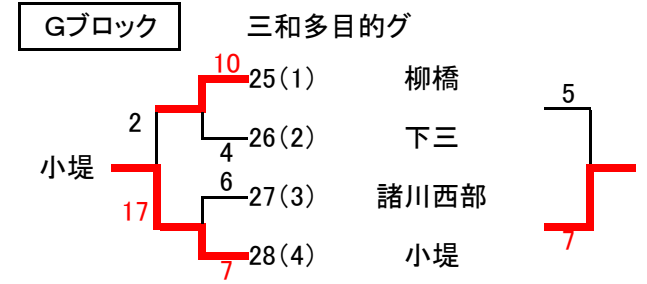 Gブロック 三和多目的グ
10
25(1) 柳橋 5
2
26(2) 下三
4
小堤
6
27(3) 諸川西部
17
28(4) 小堤 7
7